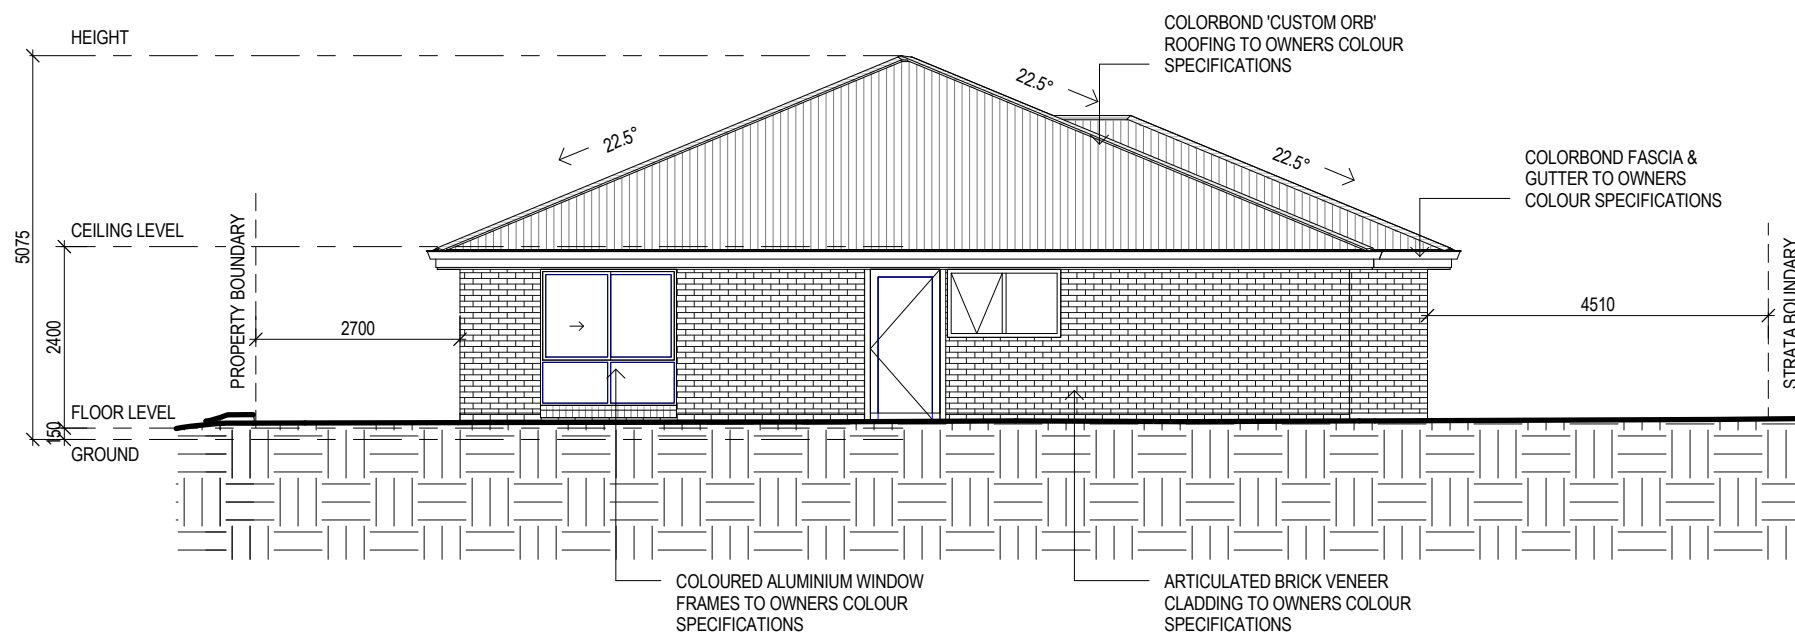 HEIGHT
COLORBOND 'CUSTOM ORB'
ROOFING TO OWNERS COLOUR
SPECIFICATIONS
22.5°
22.5°
22.5°
COLORBOND FASCIA &
GUTTER TO OWNERS
COLOUR SPECIFICATIONS
5075
CEILING LEVEL
2400
PROPERTY BOUNDARY
2700
4510
STRATA BOUNDARY
FLOOR LEVEL
150
GROUND
COLOURED ALUMINIUM WINDOW
FRAMES TO OWNERS COLOUR
SPECIFICATIONS
ARTICULATED BRICK VENEER
CLADDING TO OWNERS COLOUR
SPECIFICATIONS